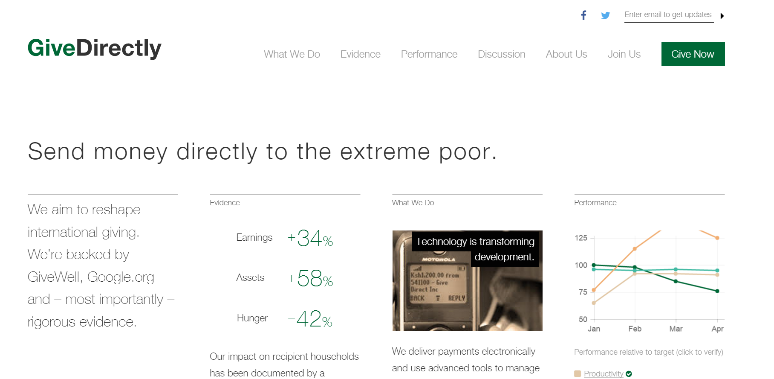 Enter email to get updates
GiveDirectly
What We Do Evidence Performance Discussion About Us Join Us Give Now
Send money directly to the extreme poor.
We aim to reshape
international giving.
We're backed by
GiveWell, Google.org
and – most importantly –
rigorous evidence.
Evidence
Earnings +34%
Assets +58%
Hunger -42%
Our impact on recipient households
has been documented by a
What We Do
Technology is transforming
development.
MOTOROLA
Ksh1,200.00 from
541100 - Give
Direct Inc
BACK REPLY
We deliver payments electronically
and use advanced tools to manage
Performance
125
100
75
50
Jan Feb Mar Apr
Performance relative to target (click to verify)
Productivity